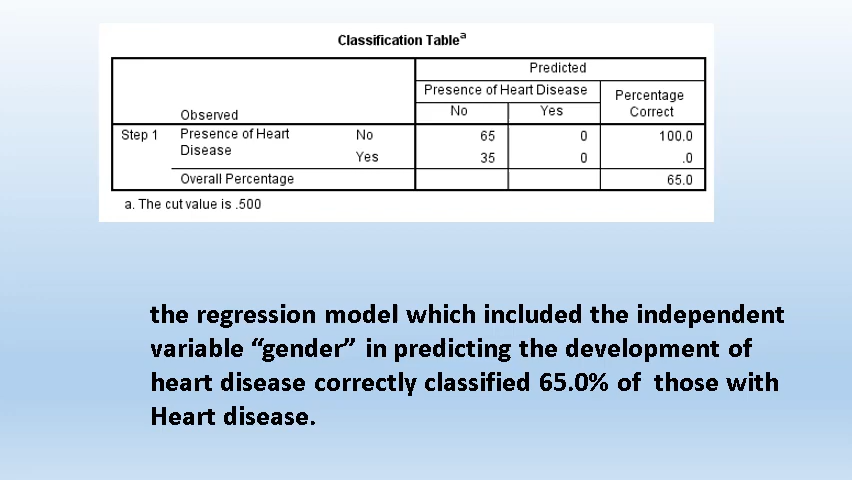 Classification Tableᵃ
Predicted
Presence of Heart Disease Percentage Correct
Observed No Yes
Step 1 Presence of Heart Disease No 65 0 100.0
Yes 35 0 .0
Overall Percentage 65.0
a. The cut value is .500
the regression model which included the independent
variable “gender” in predicting the development of
heart disease correctly classified 65.0% of those with
Heart disease.